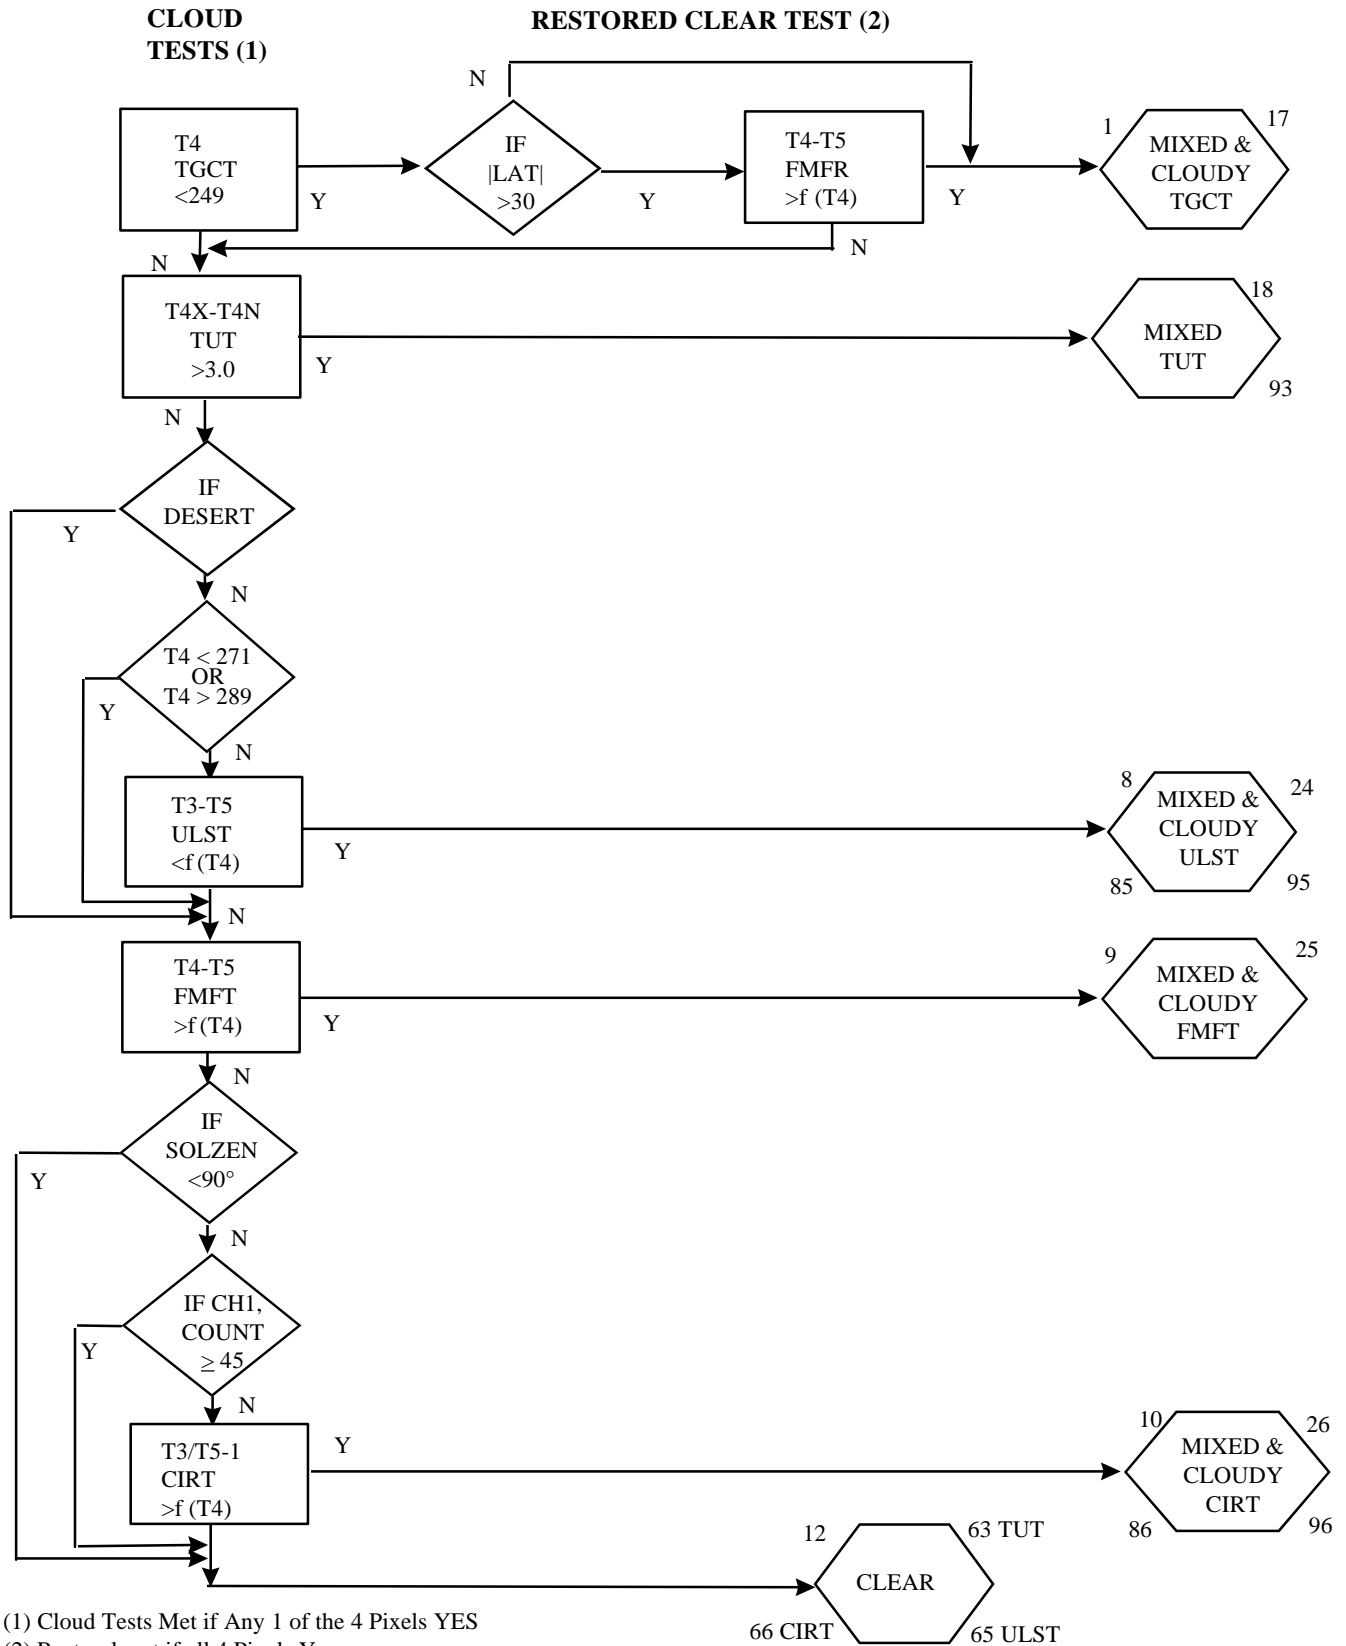 CLOUD
TESTS (1)
RESTORED CLEAR TEST (2)
T4
TGCT
<249
Y
N
IF
|LAT|
>30
Y
T4-T5
FMFR
>f (T4)
Y
N
1
17
MIXED &
CLOUDY
TGCT
N
T4X-T4N
TUT
>3.0
Y
18
MIXED
TUT
93
N
IF
DESERT
Y
N
T4 < 271
OR
T4 > 289
Y
N
T3-T5
ULST
<f (T4)
Y
8
24
MIXED &
CLOUDY
ULST
85
95
N
T4-T5
FMFT
>f (T4)
Y
9
25
MIXED &
CLOUDY
FMFT
N
IF
SOLZEN
<90°
Y
N
IF CH1,
COUNT
≥ 45
Y
N
T3/T5-1
CIRT
>f (T4)
Y
10
26
MIXED &
CLOUDY
CIRT
86
96
12
63 TUT
CLEAR
66 CIRT
65 ULST
(1) Cloud Tests Met if Any 1 of the 4 Pixels YES